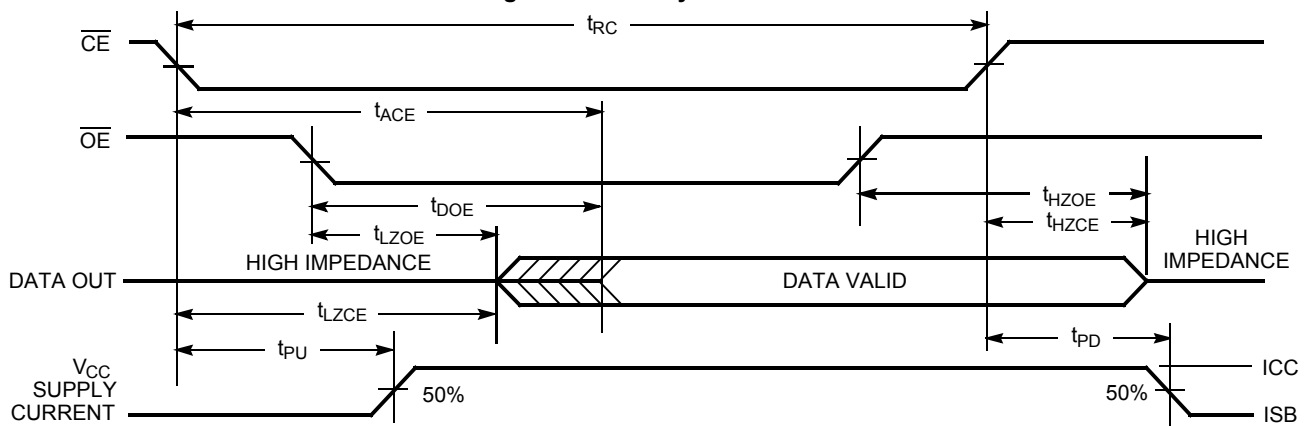 tRC
CE
tACE
OE
tDOE
tHZOE
tLZOE
tHZCE
HIGH IMPEDANCE
HIGH
IMPEDANCE
DATA OUT
DATA VALID
tLZCE
tPU
tPD
VCC
SUPPLY
CURRENT
50%
50%
ICC
ISB